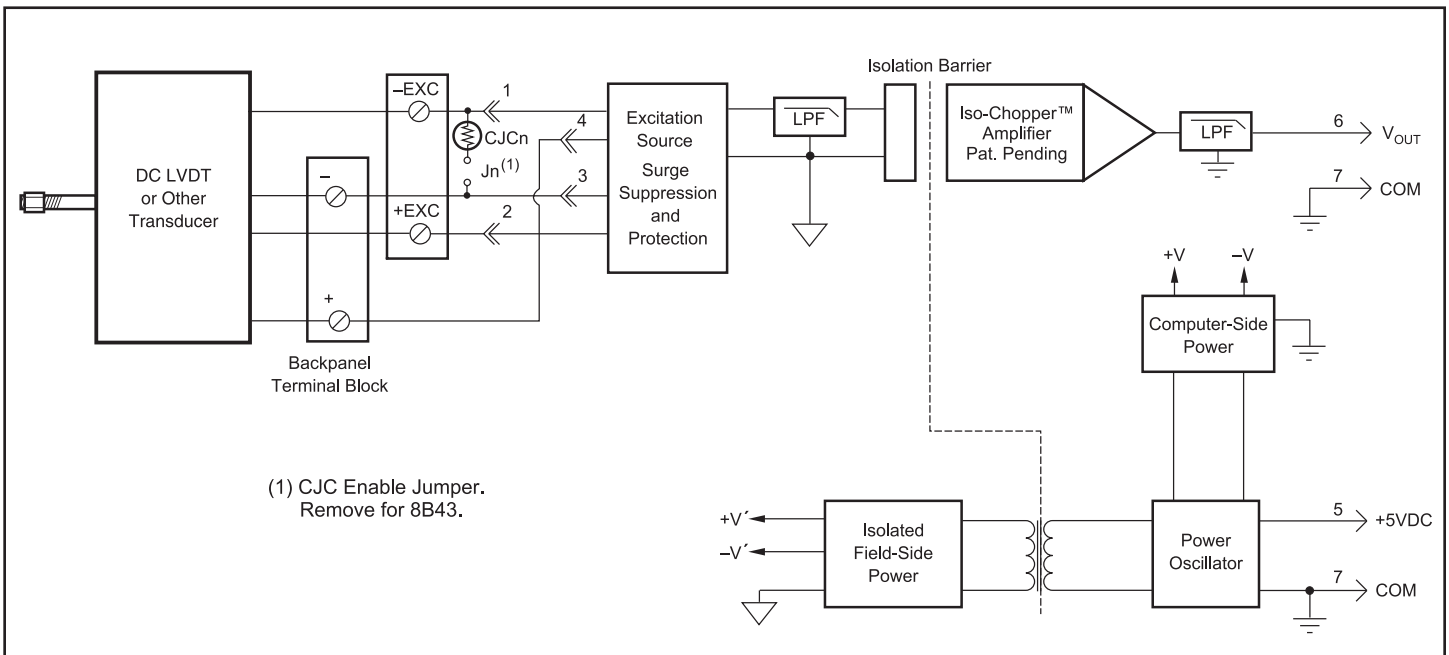 Isolation Barrier
–EXC
1
CJCn
4
Jn(1)
–
3
+EXC
2
+
DC LVDT
or Other
Transducer
Backpanel
Terminal Block
Excitation
Source
Surge
Suppression
and
Protection
LPF
Iso-Chopper™
Amplifier
Pat. Pending
LPF
6
VOUT
7
COM
+V
–V
Computer-Side
Power
(1) CJC Enable Jumper.
Remove for 8B43.
+V´
–V´
Isolated
Field-Side
Power
Power
Oscillator
5
+5VDC
7
COM